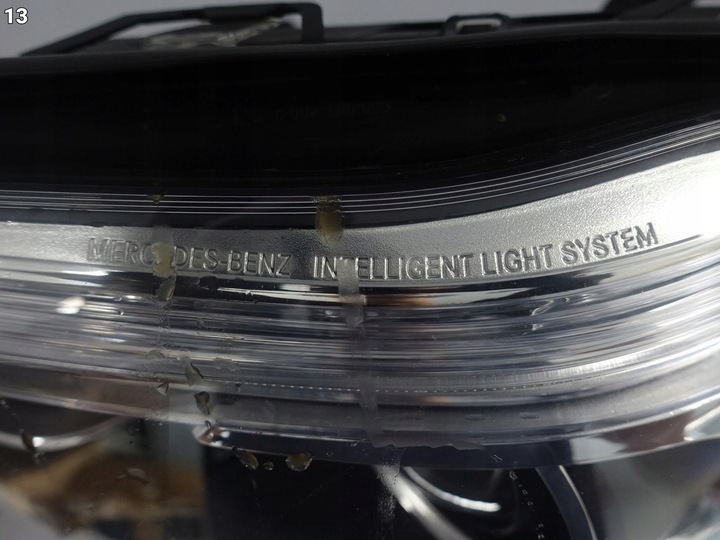 13
MERCEDES-BENZ INTELLIGENT LIGHT SYSTEM